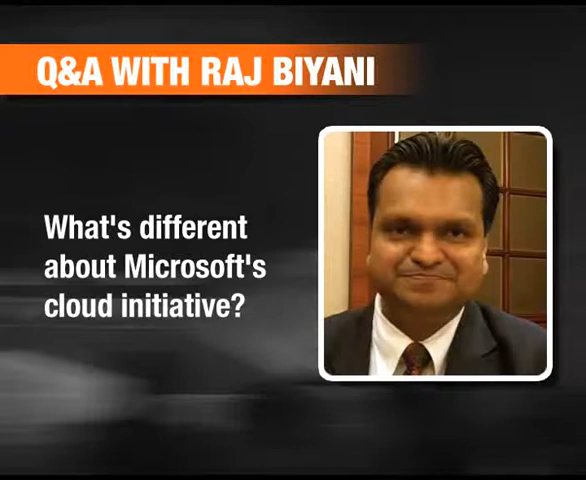 Q&A WITH RAJ BIYANI
What's different
about Microsoft's
cloud initiative?